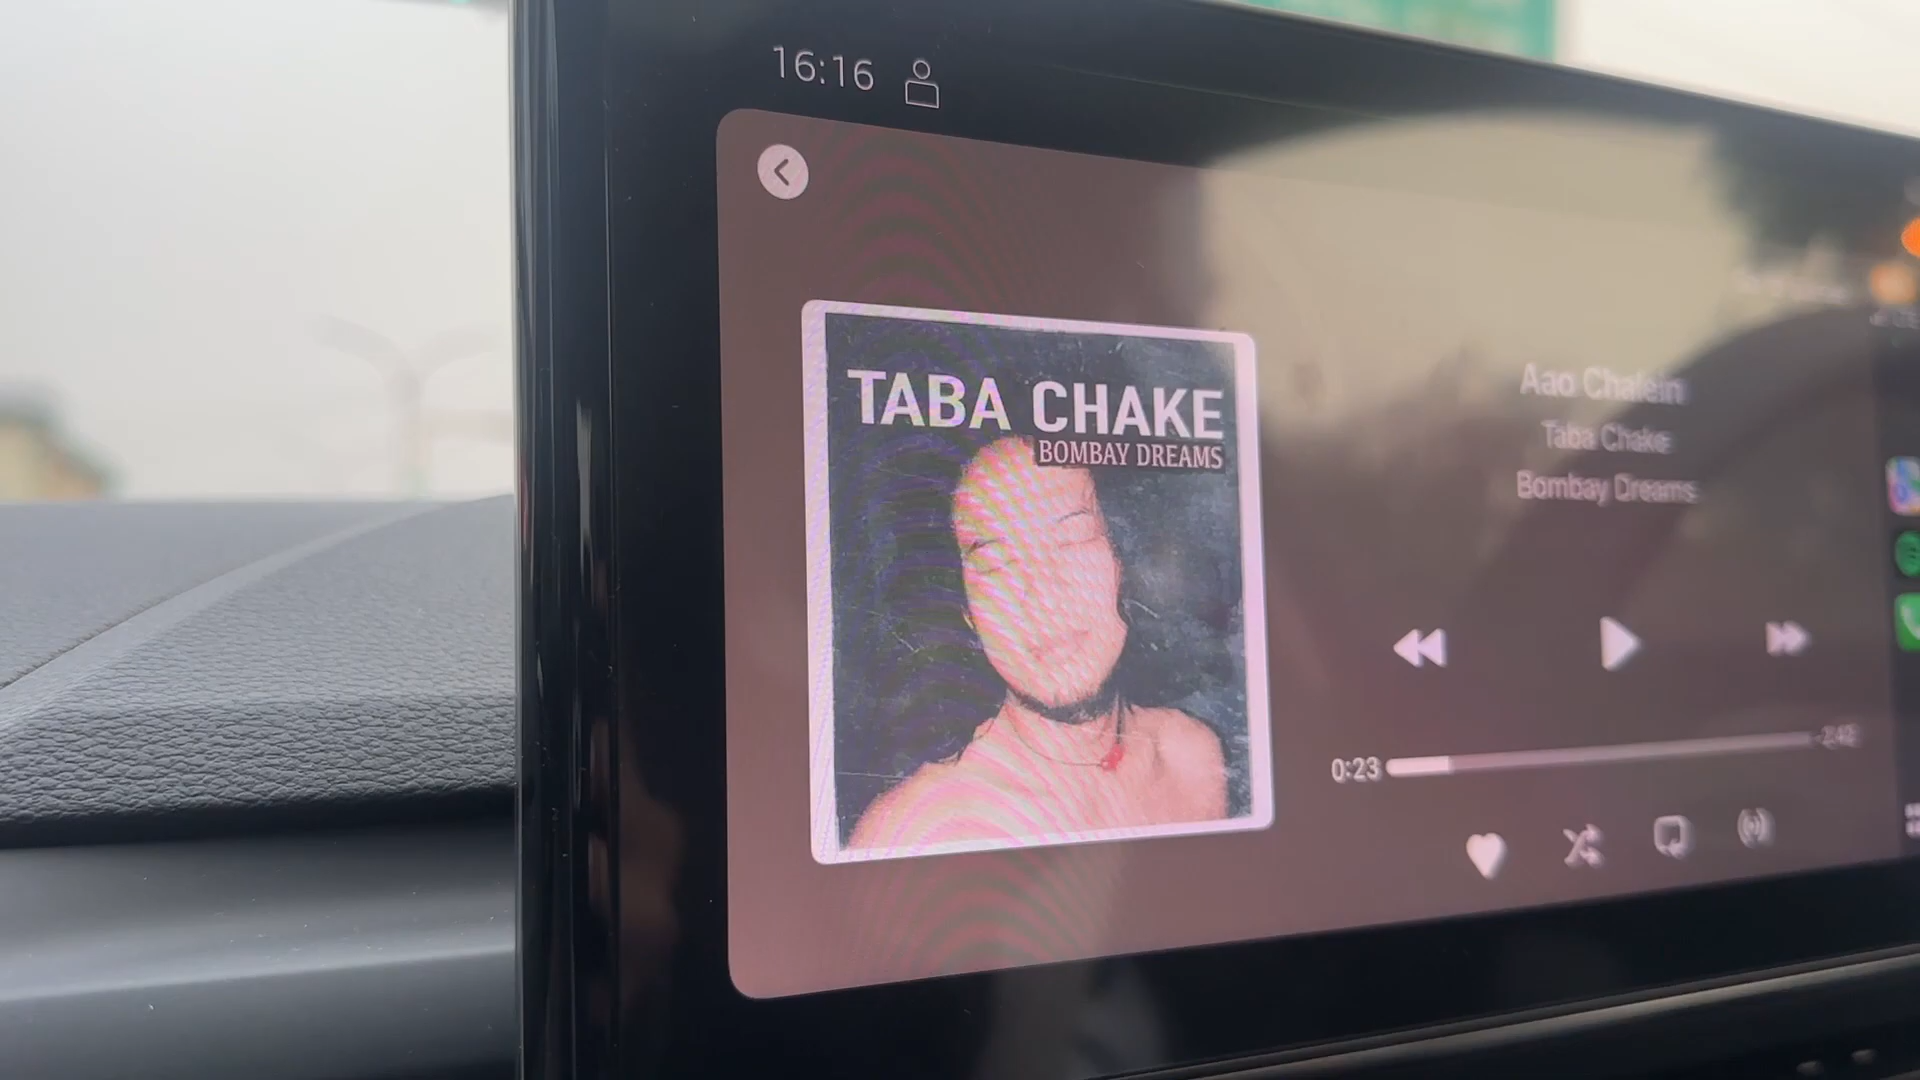 16:16
TABA CHAKE
BOMBAY DREAMS
Aao Chalein
Taba Chake
Bombay Dreams
0:23
-2:42